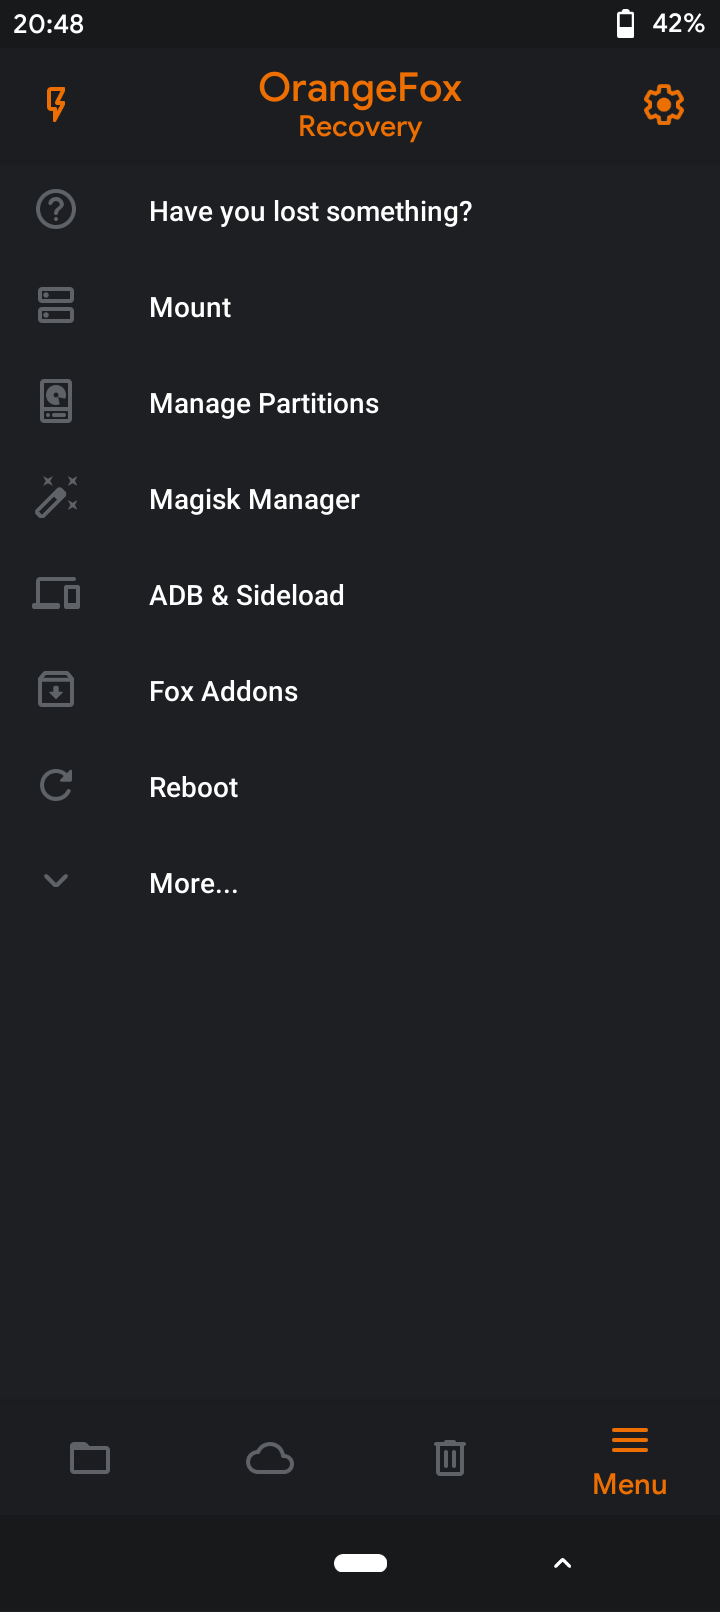 20:48
42%
OrangeFox
Recovery
Have you lost something?
Mount
Manage Partitions
Magisk Manager
ADB & Sideload
Fox Addons
Reboot
More...
Menu